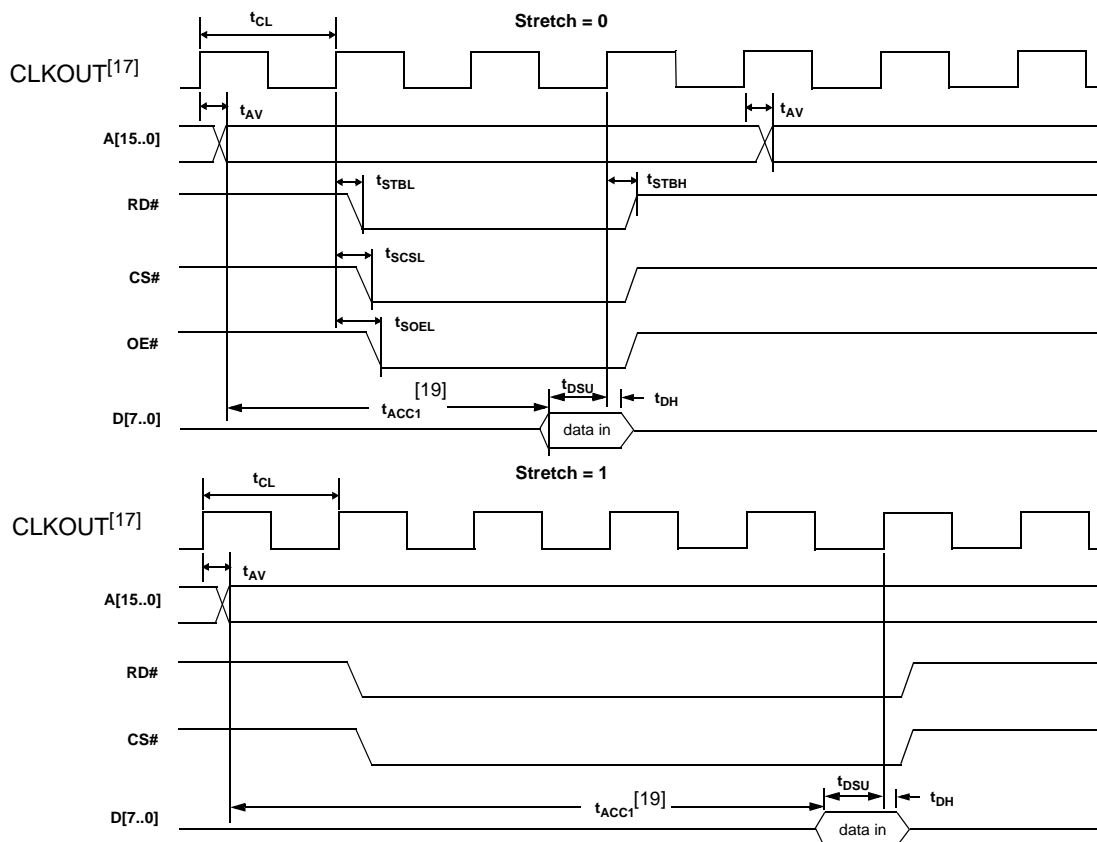 Stretch = 0
tCL
CLKOUT[17]
tAV
tAV
A[15..0]
tSTBL
tSTBH
RD#
tSCSL
CS#
tSOEL
OE#
[19]
tDSU
tACC1
tDH
D[7..0]
data in
Stretch = 1
tCL
CLKOUT[17]
tAV
A[15..0]
RD#
CS#
tDSU
tACC1[19]
tDH
D[7..0]
data in